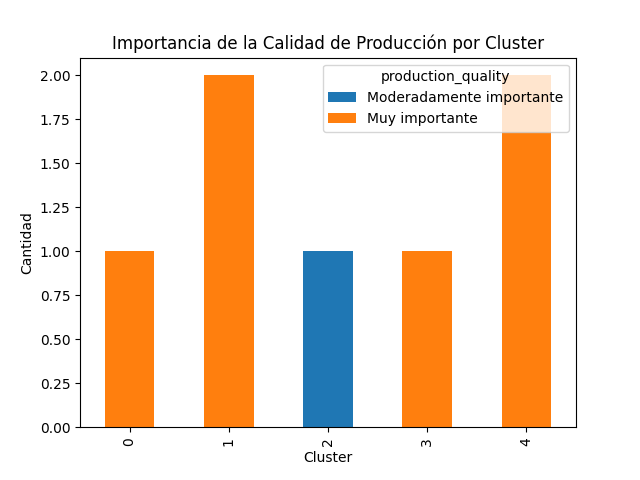 Importancia de la Calidad de Producción por Cluster
production_quality
Moderadamente importante
Muy importante
Cantidad
2.00
1.75
1.50
1.25
1.00
0.75
0.50
0.25
0.00
0 1 2 3 4
Cluster